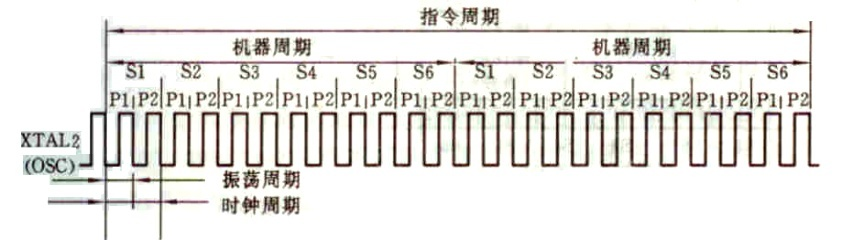 指令周期
机器周期 机器周期
S1 S2 S3 S4 S5 S6 S1 S2 S3 S4 S5 S6
P1 P2 P1 P2 P1 P2 P1 P2 P1 P2 P1 P2 P1 P2 P1 P2 P1 P2 P1 P2 P1 P2 P1 P2
XTAL2
(OSC)
振荡周期
时钟周期